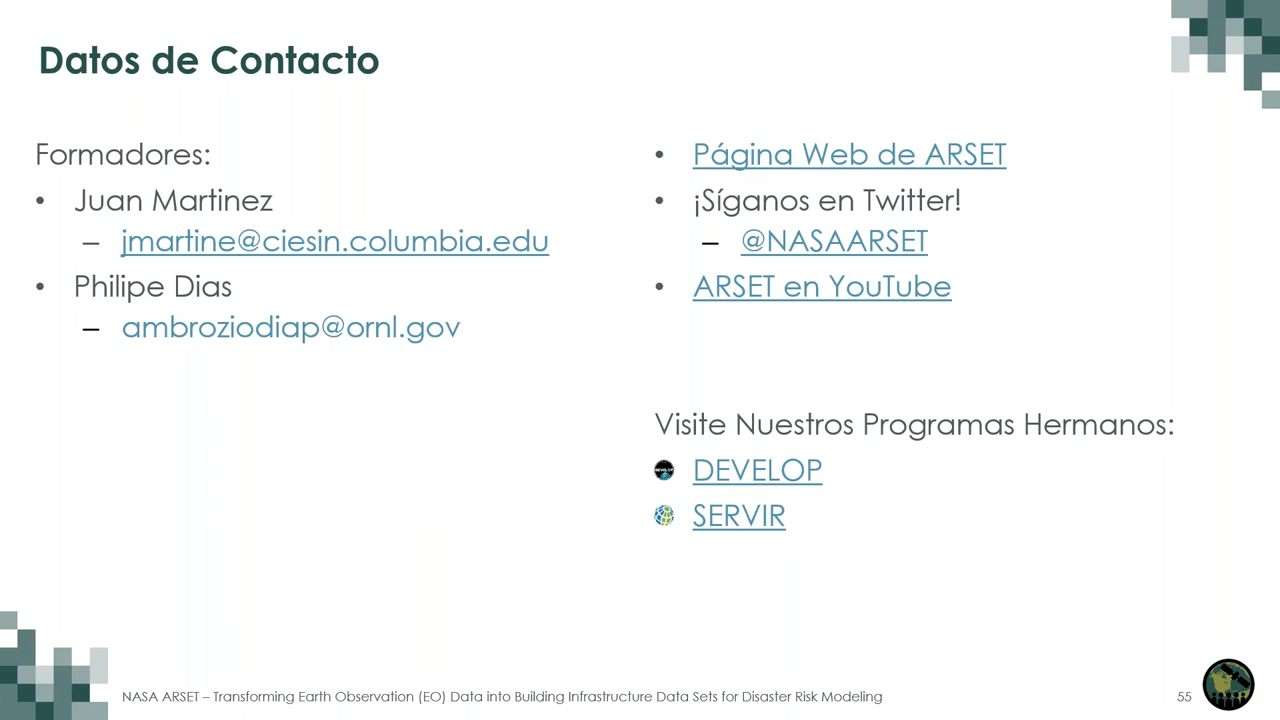 Datos de Contacto
Formadores:
• Juan Martinez
– jmartine@ciesin.columbia.edu
• Philipe Dias
– ambroziodiap@ornl.gov
• Página Web de ARSET
• ¡Síganos en Twitter!
– @NASAARSET
• ARSET en YouTube
Visite Nuestros Programas Hermanos:
DEVELOP
SERVIR
NASA ARSET – Transforming Earth Observation (EO) Data into Building Infrastructure Data Sets for Disaster Risk Modeling
55